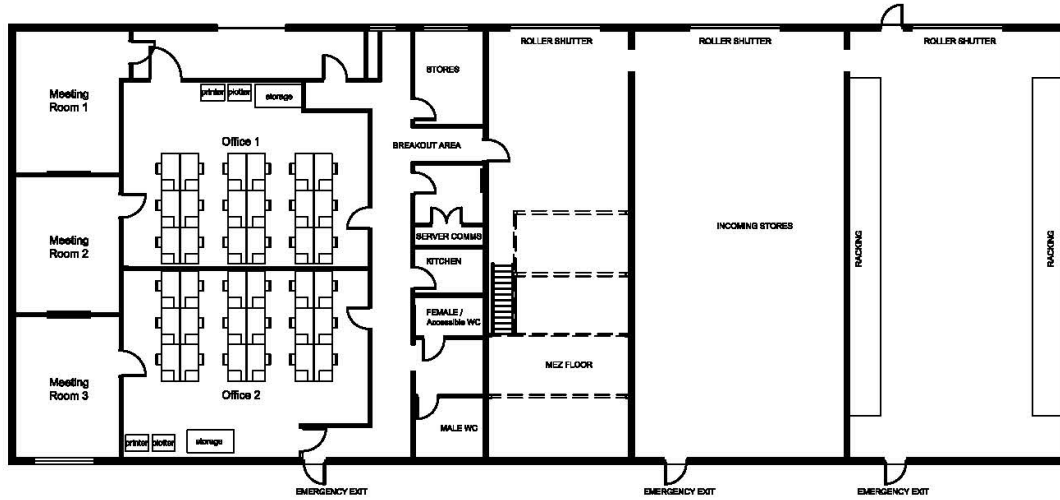 ROLLER SHUTTER
ROLLER SHUTTER
ROLLER SHUTTER
Meeting
Room 1
STORES
printer
plotter
storage
Office 1
BREAKOUT AREA
Meeting
Room 2
SERVER COMMS
INCOMING STORES
RACKING
RACKING
KITCHEN
FEMALE /
Accessible WC
MEZ FLOOR
Meeting
Room 3
Office 2
MALE WC
printer
plotter
storage
EMERGENCY EXIT
EMERGENCY EXIT
EMERGENCY EXIT